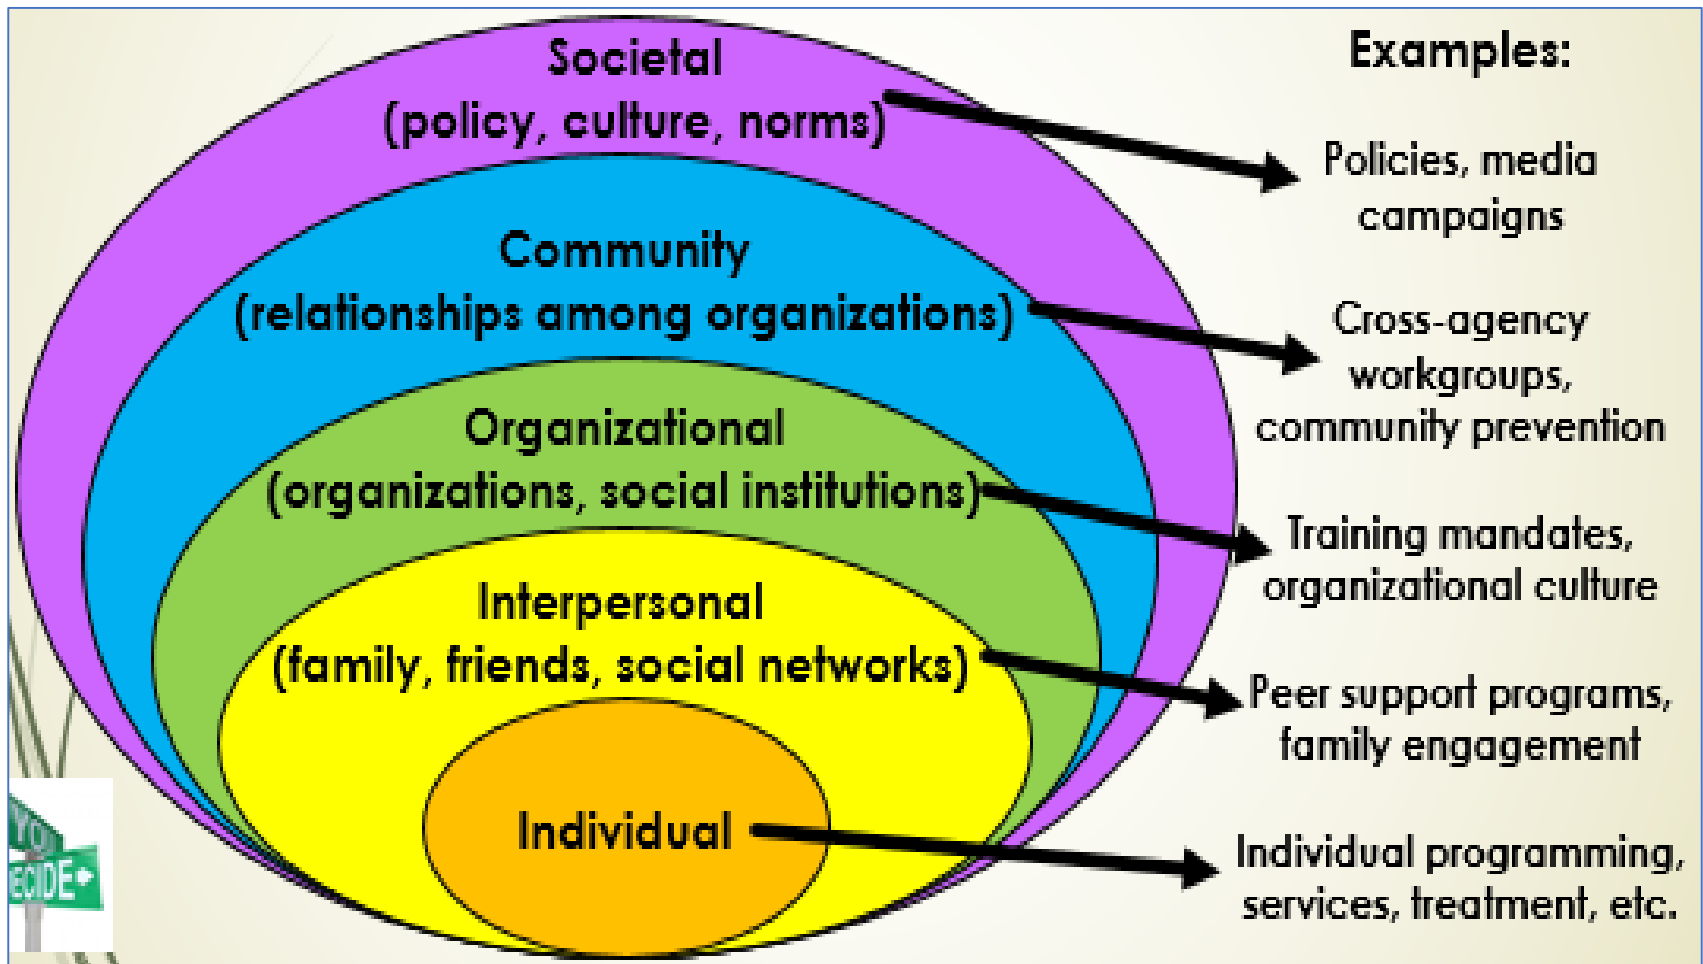 Societal
(policy, culture, norms)
Community
(relationships among organizations)
Organizational
(organizations, social institutions)
Interpersonal
(family, friends, social networks)
Individual
Examples:
Policies, media
campaigns
Cross-agency
workgroups,
community prevention
Training mandates,
organizational culture
Peer support programs,
family engagement
Individual programming,
services, treatment, etc.
YOU
ECIDE